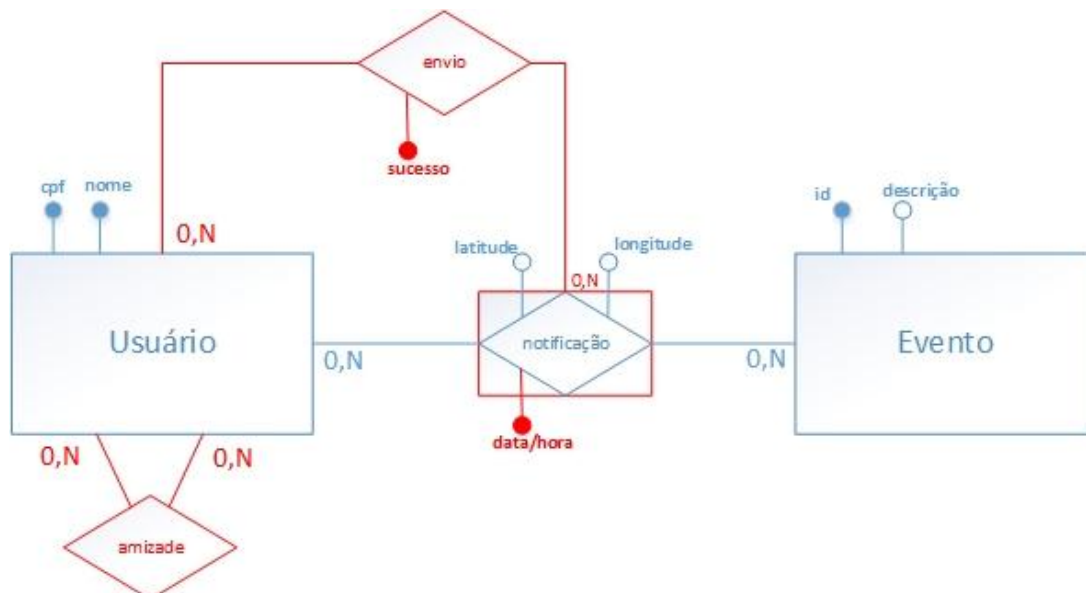 envio
sucesso
cpf
nome
0,N
id
descrição
latitude
longitude
0,N
Usuário
notificação
Evento
0,N
0,N
data/hora
0,N
0,N
amizade